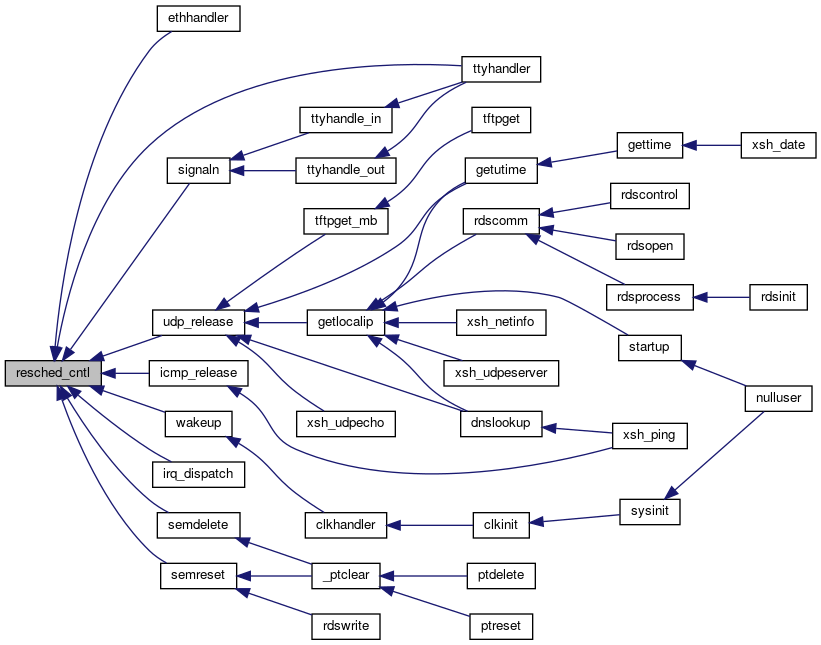 ethhandler
ttyhandler
ttyhandle_in
tftpget
gettime
xsh_date
signaln
ttyhandle_out
getutime
rdscontrol
tftpget_mb
rdscomm
rdsopen
rdsprocess
rdsinit
udp_release
getlocalip
xsh_netinfo
startup
resched_cntl
icmp_release
xsh_udpeserver
nulluser
wakeup
xsh_udpecho
dnslookup
xsh_ping
irq_dispatch
sysinit
semdelete
clkhandler
clkinit
semreset
_ptclear
ptdelete
rdswrite
ptreset